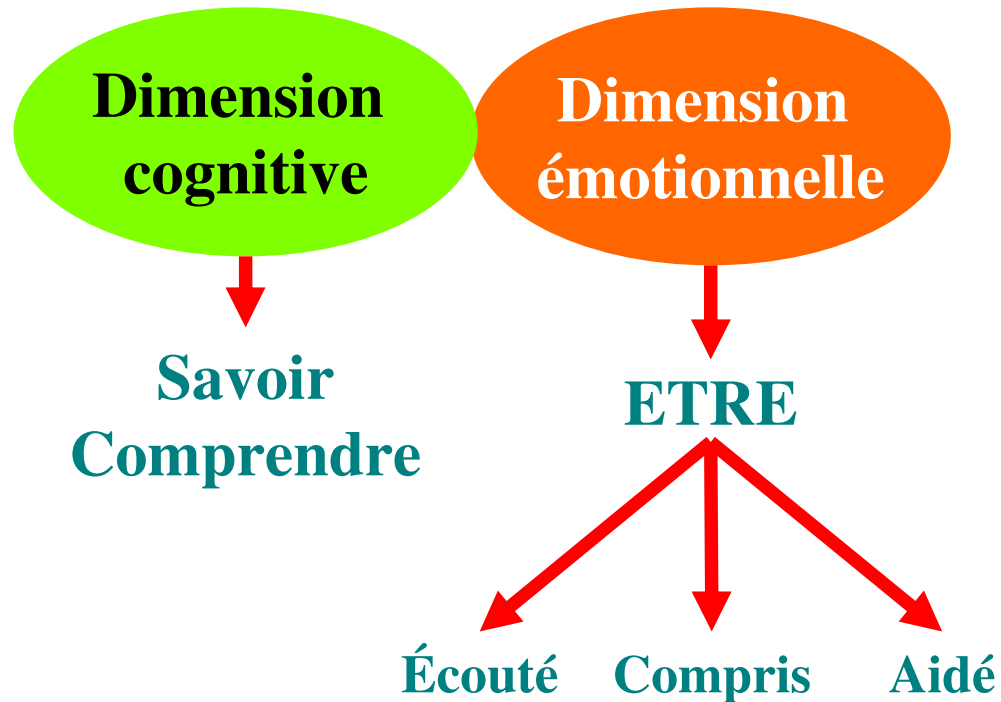 Dimension
cognitive
Dimension
émotionnelle
Savoir
Comprendre
ETRE
Écouté
Compris
Aidé